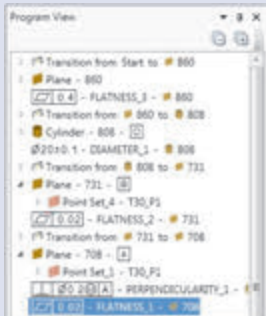 Program View
Transition from Start to 860
Plane - 860
0.4 - FLATNESS_3 - 860
Transition from 860 to 808
Cylinder - 808 -
Ø20±0.1 - DIAMETER_1 - 808
Transition from 808 to 731
Plane - 731 - B
Point Set_4 - T30_P1
0.02 - FLATNESS_2 - 731
Transition from 731 to 708
Plane - 708 - A
Point Set_1 - T30_P1
Ø0.2 A - PERPENDICULARITY_1 -
0.02 - FLATNESS_1 - 708